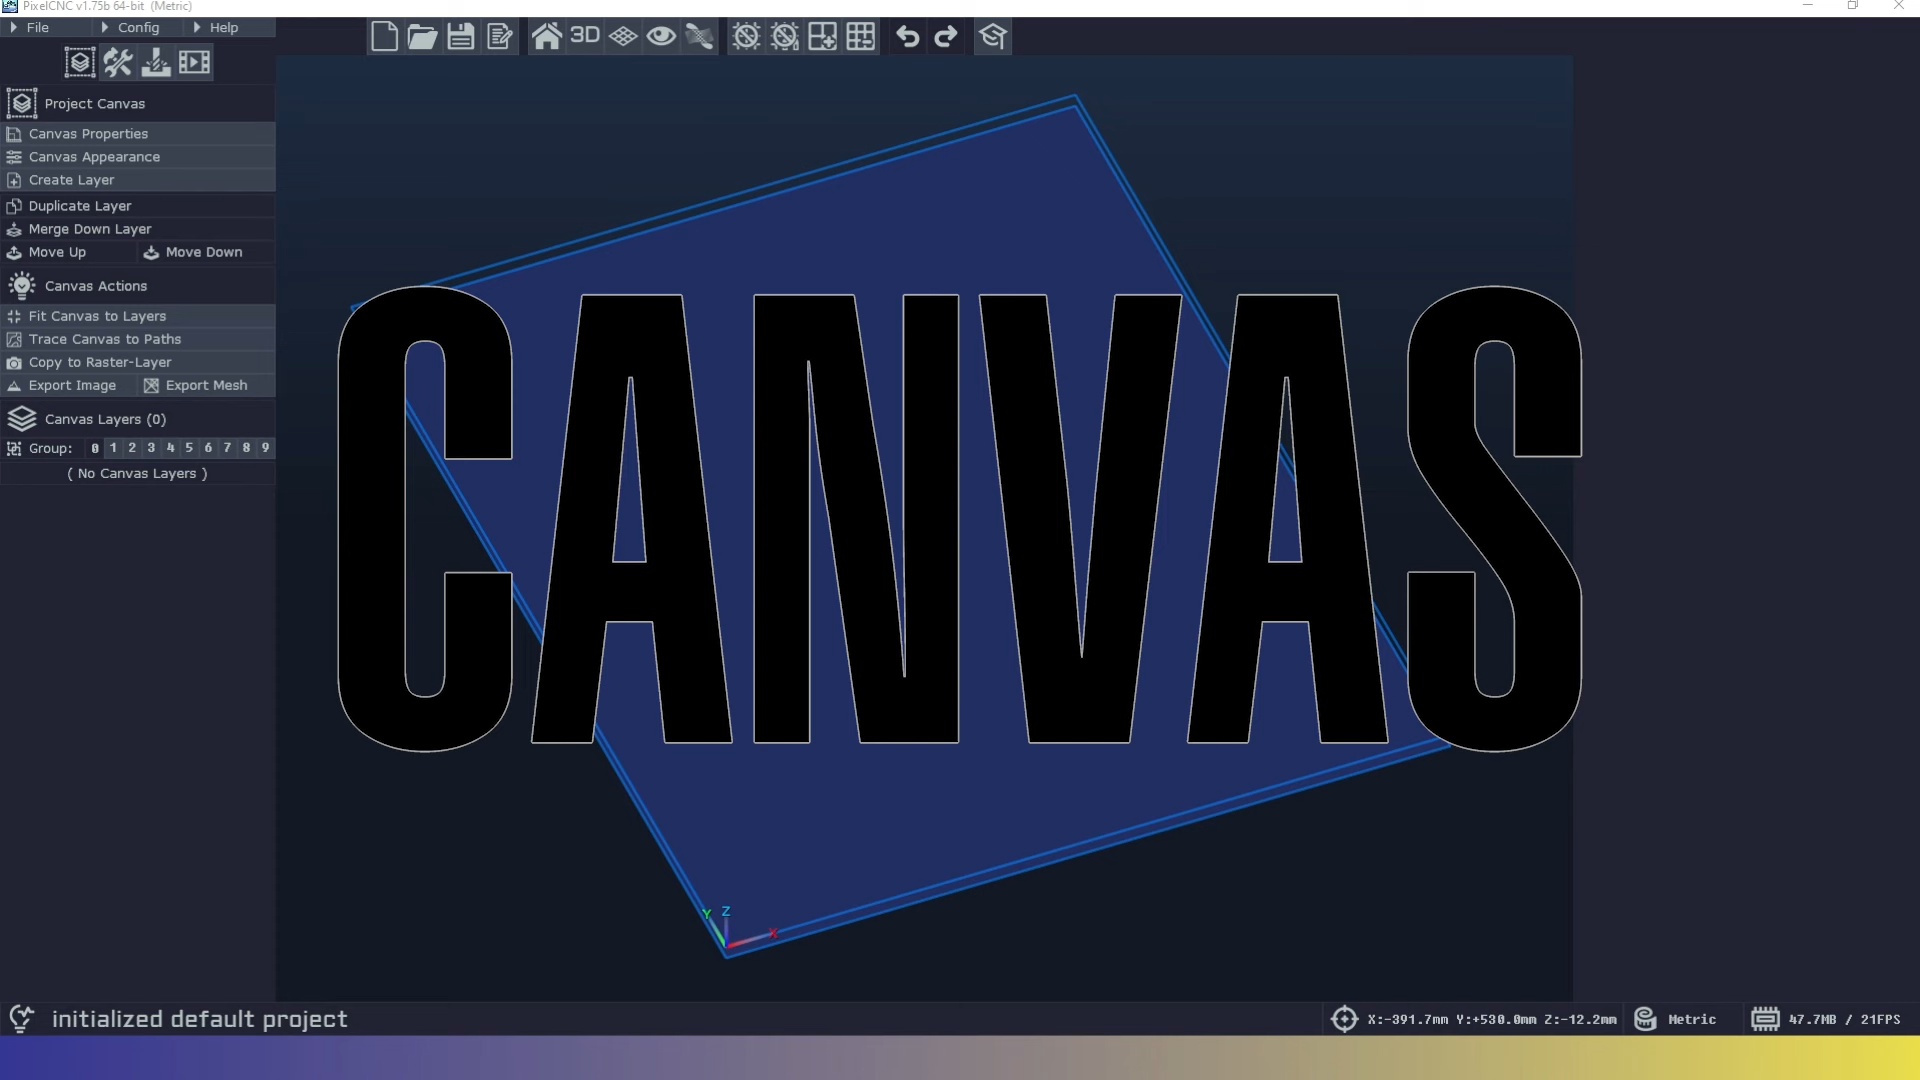 PixelCNC v1.75b 64-bit (Metric)
File Config Help
3D
Project Canvas
Canvas Properties
Canvas Appearance
Create Layer
Duplicate Layer
Merge Down Layer
Move Up Move Down
Canvas Actions
Fit Canvas to Layers
Trace Canvas to Paths
Copy to Raster-Layer
Export Image Export Mesh
Canvas Layers (0)
Group: 0 1 2 3 4 5 6 7 8 9
( No Canvas Layers )
CANVAS
Y Z X
initialized default project
X:-391.7mm Y:+530.0mm Z:-12.2mm Metric 47.7MB / 21FPS